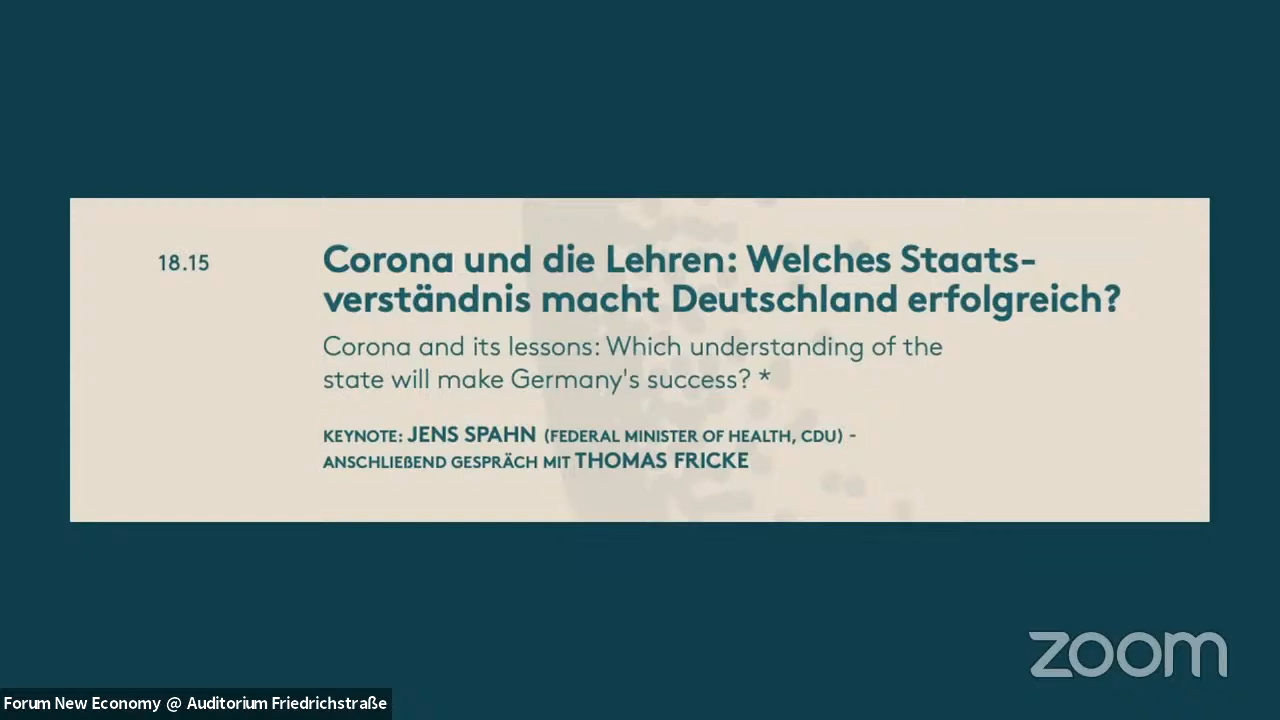 18.15
Corona und die Lehren: Welches Staats-
verständnis macht Deutschland erfolgreich?
Corona and its lessons: Which understanding of the
state will make Germany's success? *
KEYNOTE: JENS SPAHN (FEDERAL MINISTER OF HEALTH, CDU) -
ANSCHLIEßEND GESPRÄCH MIT THOMAS FRICKE
zoom
Forum New Economy @ Auditorium Friedrichstraße